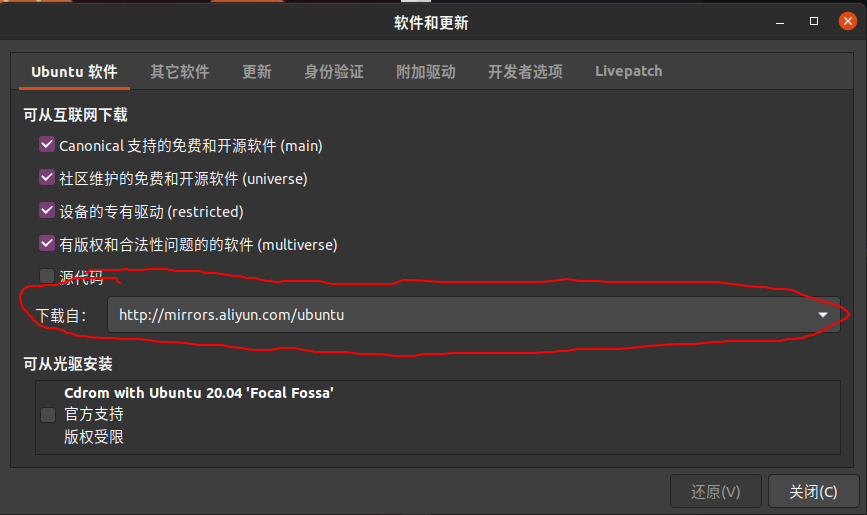 软件和更新
Ubuntu 软件 其它软件 更新 身份验证 附加驱动 开发者选项 Livepatch
可从互联网下载
Canonical 支持的免费和开源软件 (main)
社区维护的免费和开源软件 (universe)
设备的专有驱动 (restricted)
有版权和合法性问题的的软件 (multiverse)
源代码
下载自： http://mirrors.aliyun.com/ubuntu
可从光驱安装
Cdrom with Ubuntu 20.04 'Focal Fossa'
官方支持
版权受限
还原(V) 关闭(C)